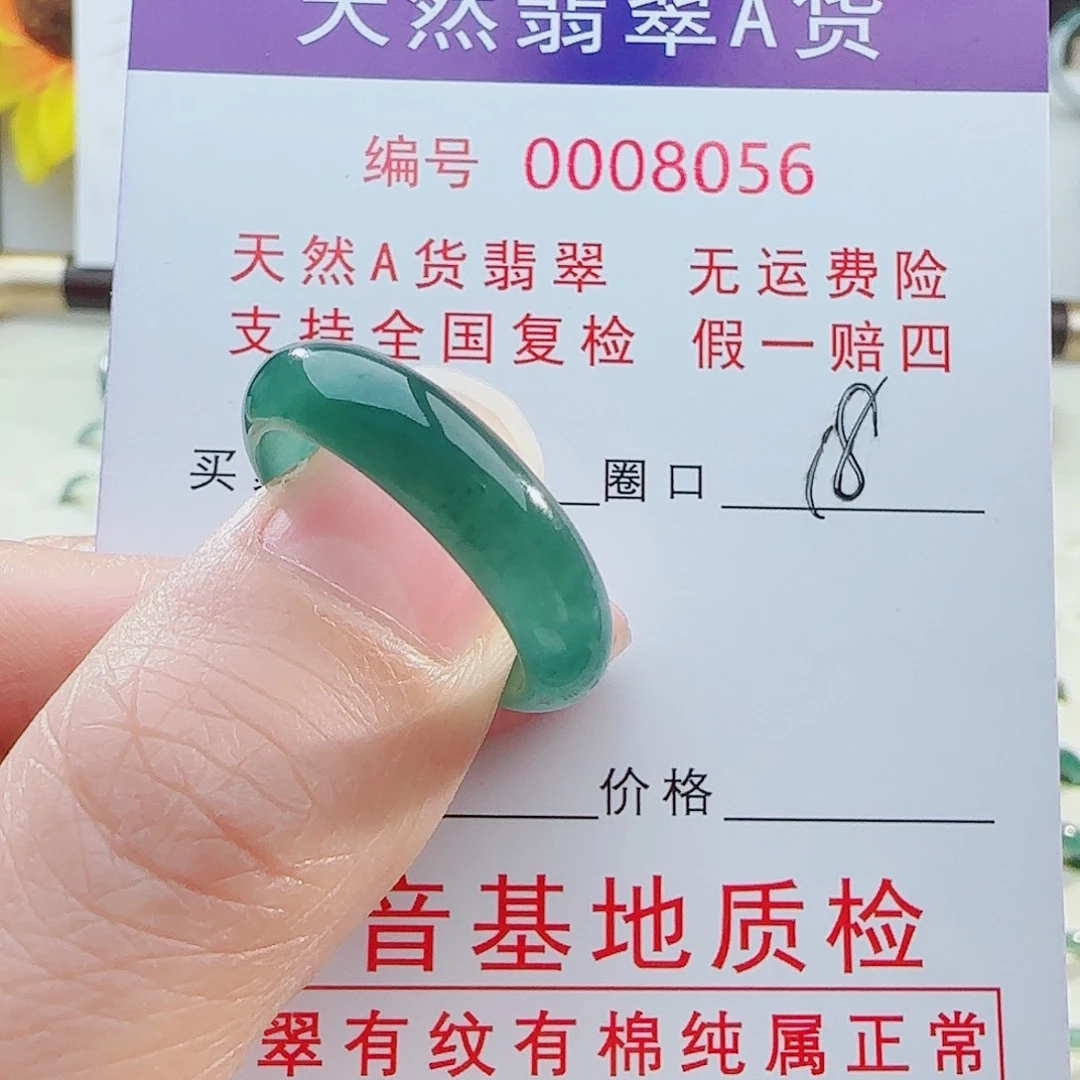 天然翡翠A货
编号 0008056
天然A货翡翠 无运费险
支持全国复检 假一赔四
买 圈口 18
价格
音基地质检
翠有纹有棉纯属正常